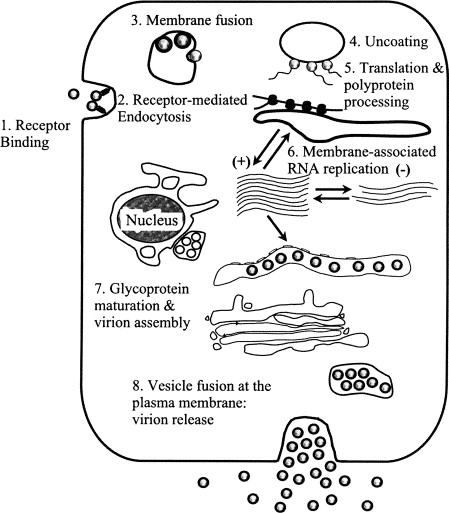 3. Membrane fusion
4. Uncoating
5. Translation &
polyprotein
processing
2. Receptor-mediated
Endocytosis
1. Receptor
Binding
(+)
6. Membrane-associated
RNA replication (-)
Nucleus
7. Glycoprotein
maturation &
virion assembly
8. Vesicle fusion at the
plasma membrane:
virion release